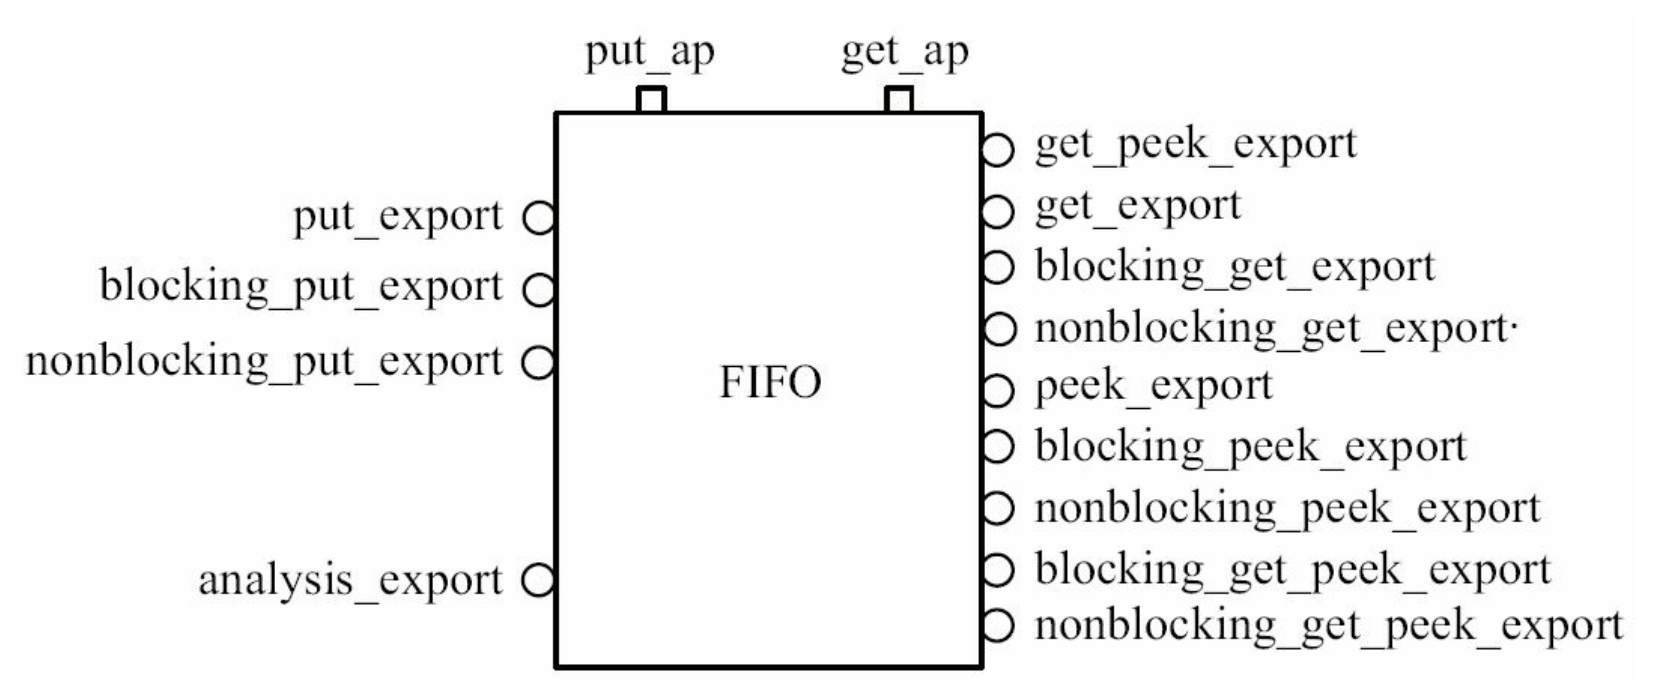 put_ap
get_ap
put_export
blocking_put_export
nonblocking_put_export
analysis_export
FIFO
get_peek_export
get_export
blocking_get_export
nonblocking_get_export·
peek_export
blocking_peek_export
nonblocking_peek_export
blocking_get_peek_export
nonblocking_get_peek_export